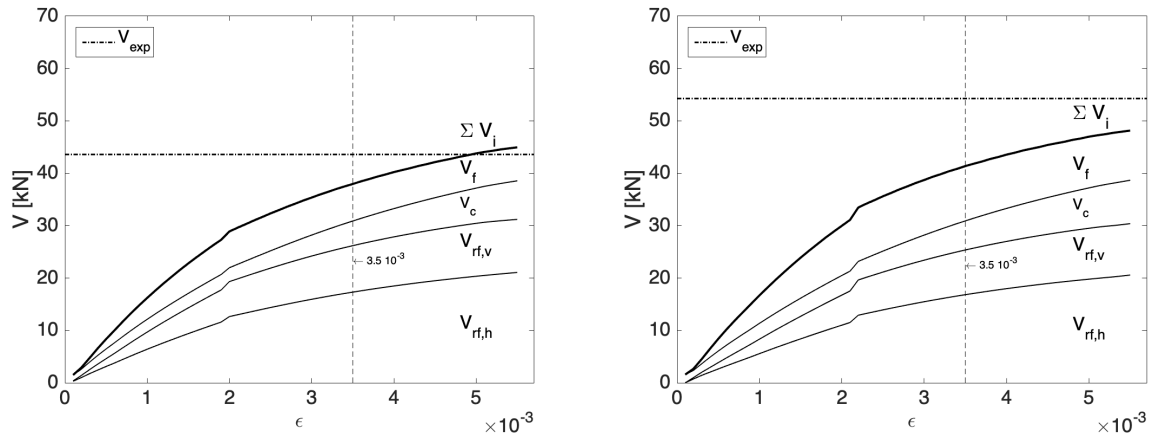 70
60
50
40
30
20
10
0
V [kN]
V_exp
Σ V_i
V_f
V_c
V_rf,v
← 3.5 10^-3
V_rf,h
0 1 2 3 4 5
ϵ
×10^-3
70
60
50
40
30
20
10
0
V [kN]
V_exp
Σ V_i
V_f
V_c
V_rf,v
← 3.5 10^-3
V_rf,h
0 1 2 3 4 5
ϵ
×10^-3